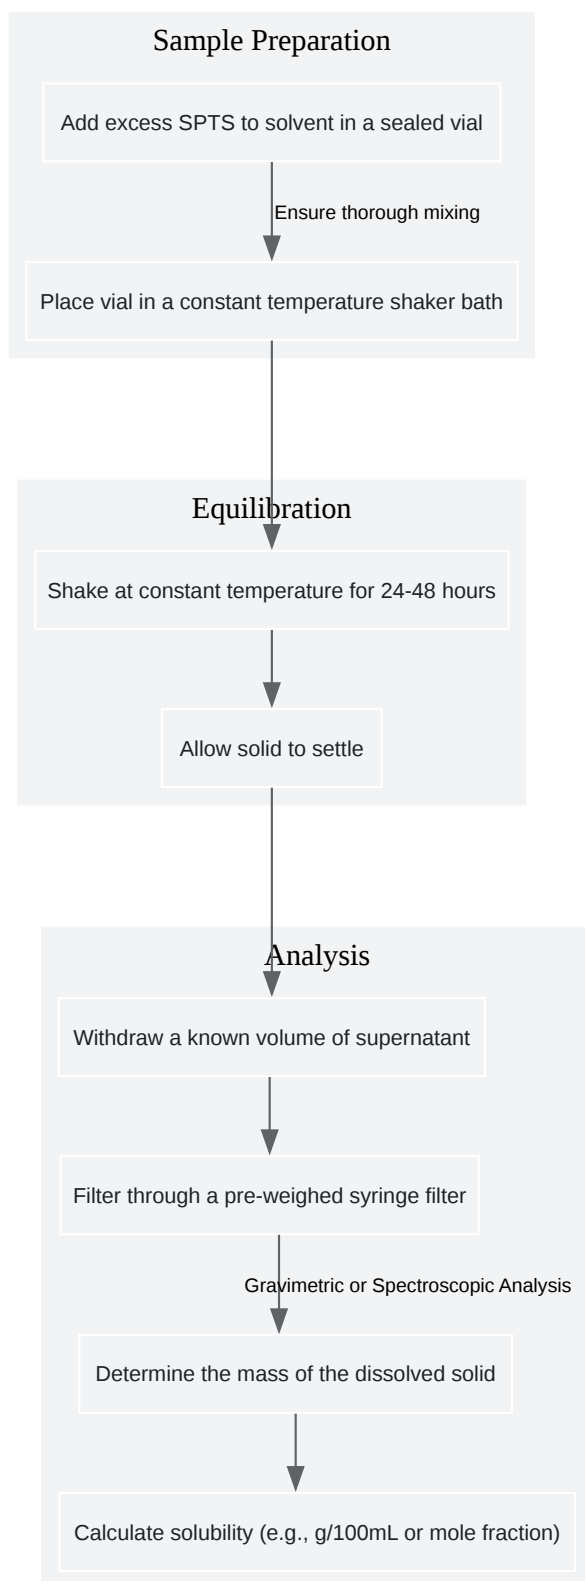 Sample Preparation
Add excess SPTS to solvent in a sealed vial
Ensure thorough mixing
Place vial in a constant temperature shaker bath
Equilibration
Shake at constant temperature for 24-48 hours
Allow solid to settle
Analysis
Withdraw a known volume of supernatant
Filter through a pre-weighed syringe filter
Gravimetric or Spectroscopic Analysis
Determine the mass of the dissolved solid
Calculate solubility (e.g., g/100mL or mole fraction)